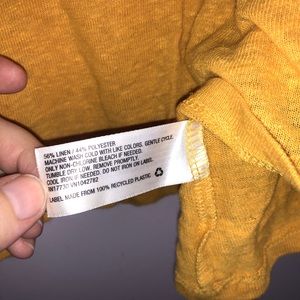 56% LINEN / 44% POLYESTER
MACHINE WASH COLD WITH LIKE COLORS. GENTLE CYCLE.
ONLY NON-CHLORINE BLEACH IF NEEDED.
TUMBLE DRY LOW. REMOVE PROMPTLY.
COOL IRON IF NEEDED. DO NOT IRON ON LABEL.
RN17730 VN1042782
LABEL MADE FROM 100% RECYCLED PLASTIC